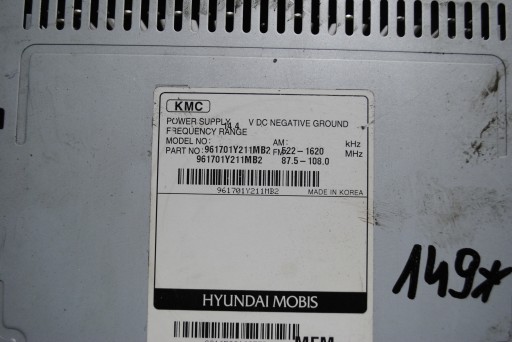 KMC
POWER SUPPLY 14.4 V DC NEGATIVE GROUND
FREQUENCY RANGE
MODEL NO: 961701Y211MB2 AM: 522-1620 kHz
PART NO: 961701Y211MB2 FM: 87.5-108.0 MHz
961701Y211MB2 MADE IN KOREA
HYUNDAI MOBIS
149*
MFM